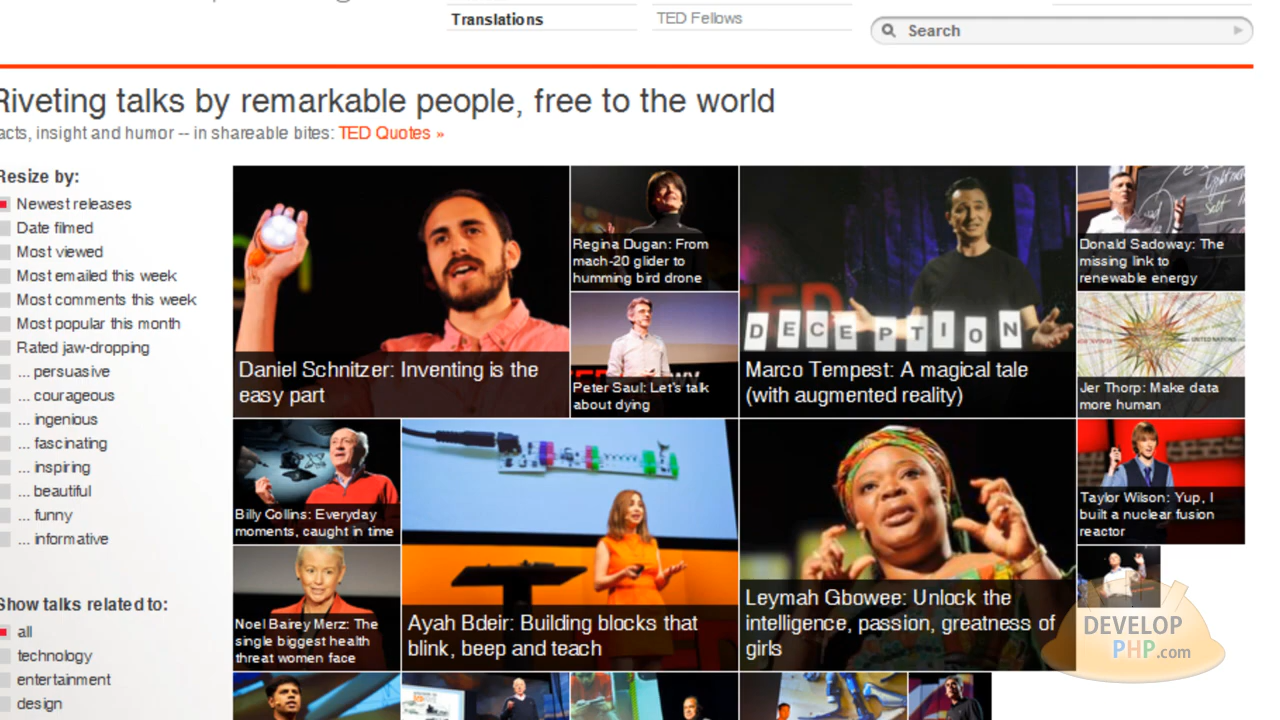 Translations
TED Fellows
Search
Riveting talks by remarkable people, free to the world
acts, insight and humor -- in shareable bites: TED Quotes »
Resize by:
Newest releases
Date filmed
Most viewed
Most emailed this week
Most comments this week
Most popular this month
Rated jaw-dropping
... persuasive
... courageous
... ingenious
... fascinating
... inspiring
... beautiful
... funny
... informative
Show talks related to:
all
technology
entertainment
design
Daniel Schnitzer: Inventing is the
easy part
Regina Dugan: From
mach-20 glider to
humming bird drone
Peter Saul: Let's talk
about dying
DECEPTION
Marco Tempest: A magical tale
(with augmented reality)
Donald Sadoway: The
missing link to
renewable energy
UNITED NATIONS
Jer Thorp: Make data
more human
Billy Collins: Everyday
moments, caught in time
Noel Bairey Merz: The
single biggest health
threat women face
Ayah Bdeir: Building blocks that
blink, beep and teach
Leymah Gbowee: Unlock the
intelligence, passion, greatness of
girls
Taylor Wilson: Yup, I
built a nuclear fusion
reactor
DEVELOP
PHP.com